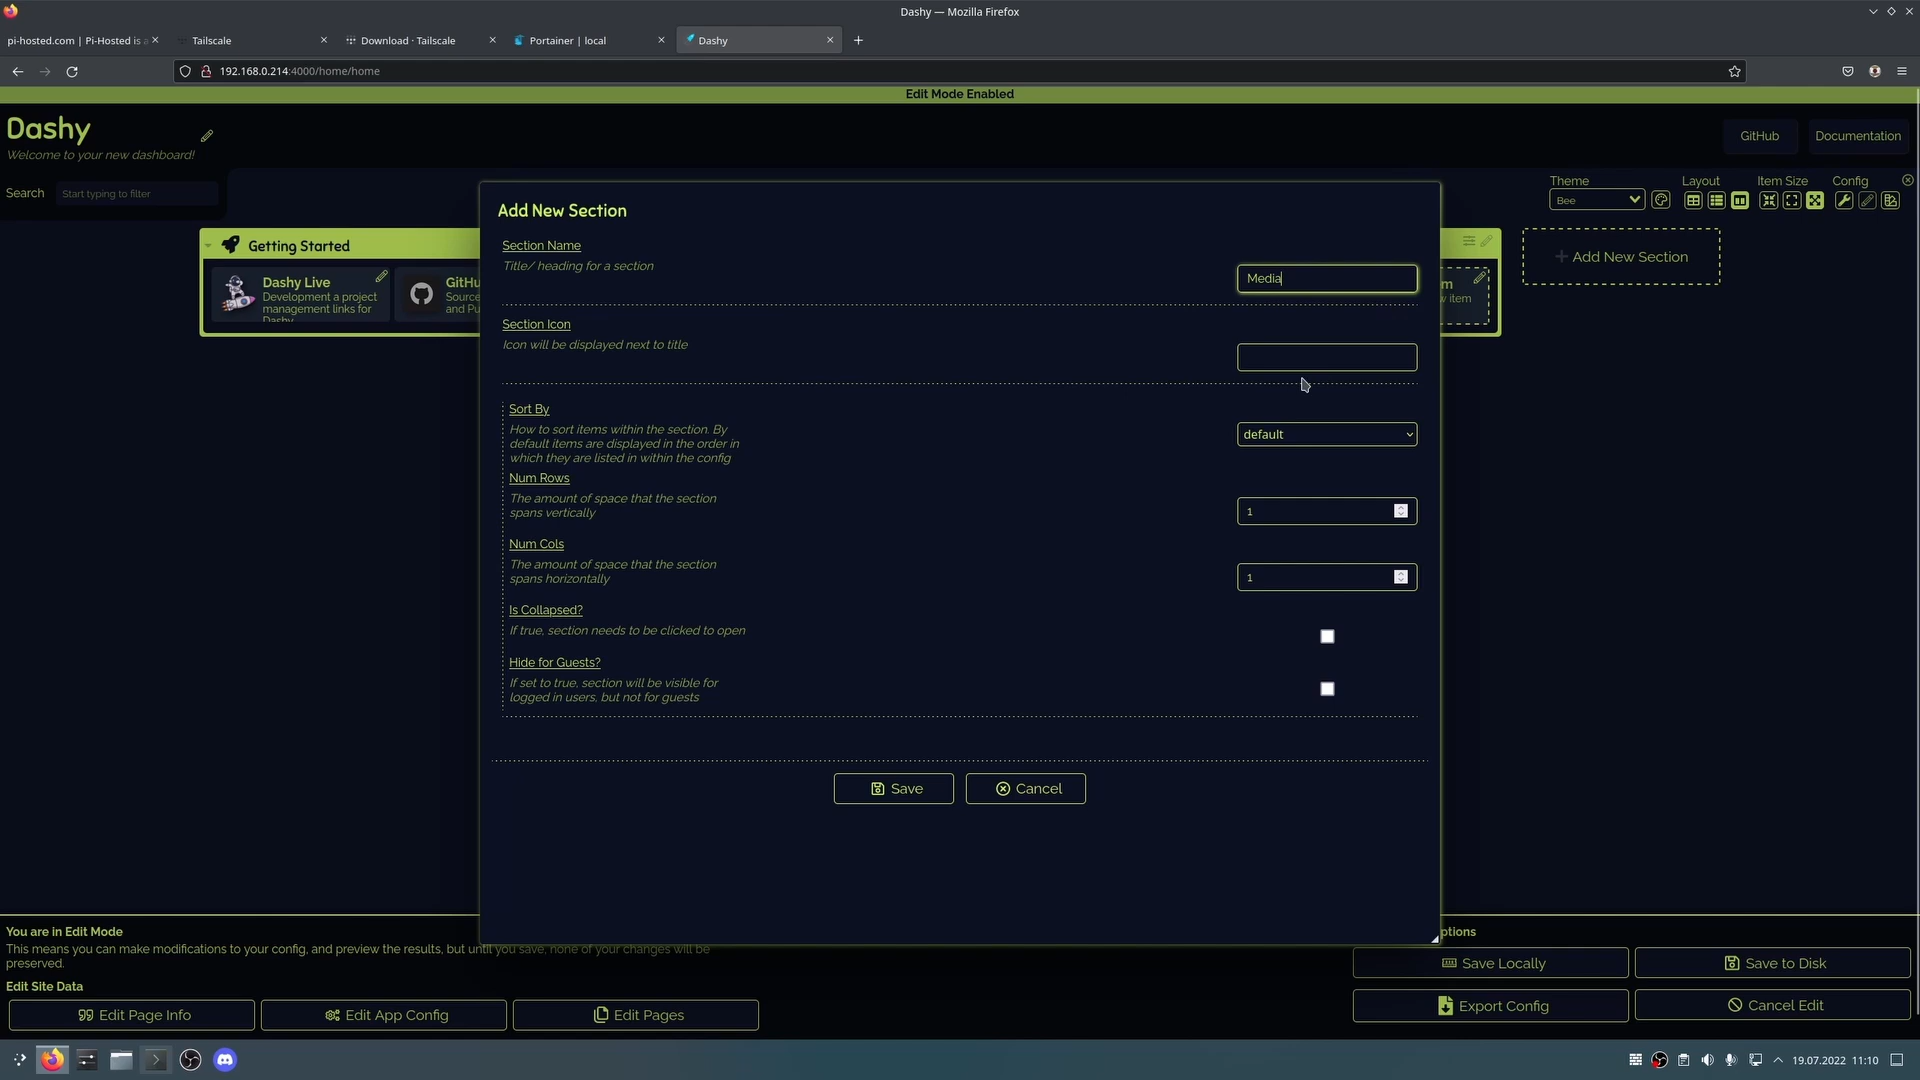 Dashy — Mozilla Firefox
pi-hosted.com | Pi-Hosted is a
Tailscale
Download · Tailscale
Portainer | local
Dashy
192.168.0.214:4000/home/home
Edit Mode Enabled
Dashy
Welcome to your new dashboard!
GitHub
Documentation
Search
Start typing to filter
Theme
Bee
Layout
Item Size
Config
Getting Started
Dashy Live
Development a project
management links for
Dashy
GitHu
Source
and Pu
m
w item
+ Add New Section
Add New Section
Section Name
Title/ heading for a section
Media
Section Icon
Icon will be displayed next to title
Sort By
How to sort items within the section. By
default items are displayed in the order in
which they are listed in within the config
default
Num Rows
The amount of space that the section
spans vertically
1
Num Cols
The amount of space that the section
spans horizontally
1
Is Collapsed?
If true, section needs to be clicked to open
Hide for Guests?
If set to true, section will be visible for
logged in users, but not for guests
Save
Cancel
You are in Edit Mode
This means you can make modifications to your config, and preview the results, but until you save, none of your changes will be
preserved.
Edit Site Data
Edit Page Info
Edit App Config
Edit Pages
ptions
Save Locally
Save to Disk
Export Config
Cancel Edit
19.07.2022 11:10